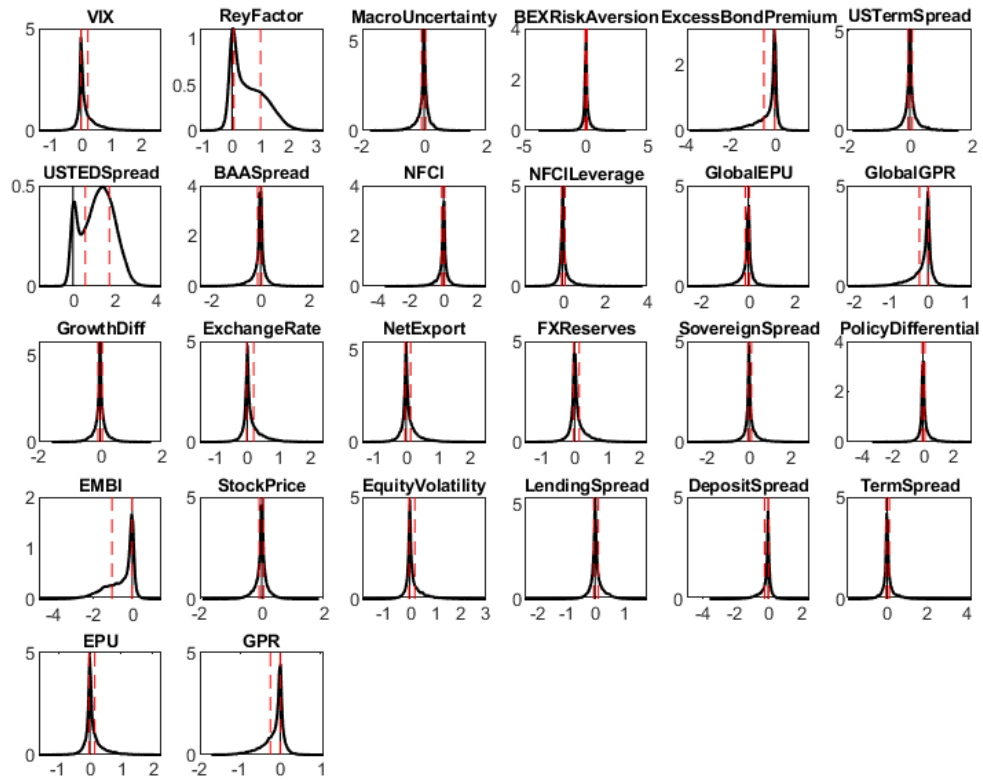 VIX ReyFactor MacroUncertainty BEXRiskAversion ExcessBondPremium USTermSpread
5 1 5 4 2 5
0.5 2
0 0 0 0 0 0
-1 0 1 2 -1 0 1 2 3 -2 0 2 -5 0 5 -4 -2 0 -2 0 2
USTEDSpread BAASpread NFCI NFCILeverage GlobalEPU GlobalGPR
0.5 4 4 5 5 5
2 2
0 0 0 0 0 0
0 2 4 -2 0 2 -2 0 2 0 2 4 -2 0 2 -2 -1 0 1
GrowthDiff ExchangeRate NetExport FXReserves SovereignSpread PolicyDifferential
5 5 5 5 5 4
2
0 0 0 0 0 0
-2 0 2 -1 0 1 2 -1 0 1 2 -1 0 1 2 -2 0 2 -4 -2 0 2
EMBI StockPrice EquityVolatility LendingSpread DepositSpread TermSpread
2 5 5 5 5 5
1
0 0 0 0 0 0
-4 -2 0 -2 0 2 -1 0 1 2 3 -2 -1 0 1 -4 -2 0 2 0 2 4
EPU GPR
5 5
0 0
-1 0 1 2 -2 -1 0 1